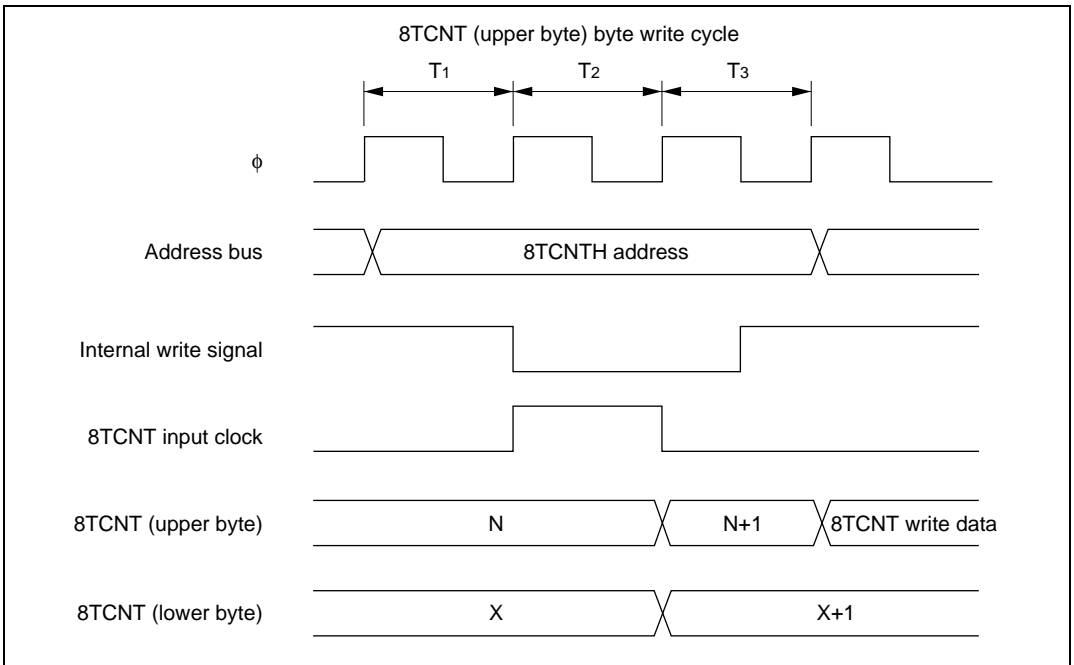 8TCNT (upper byte) byte write cycle
T1 T2 T3
ϕ
Address bus 8TCNTH address
Internal write signal
8TCNT input clock
8TCNT (upper byte) N N+1 8TCNT write data
8TCNT (lower byte) X X+1